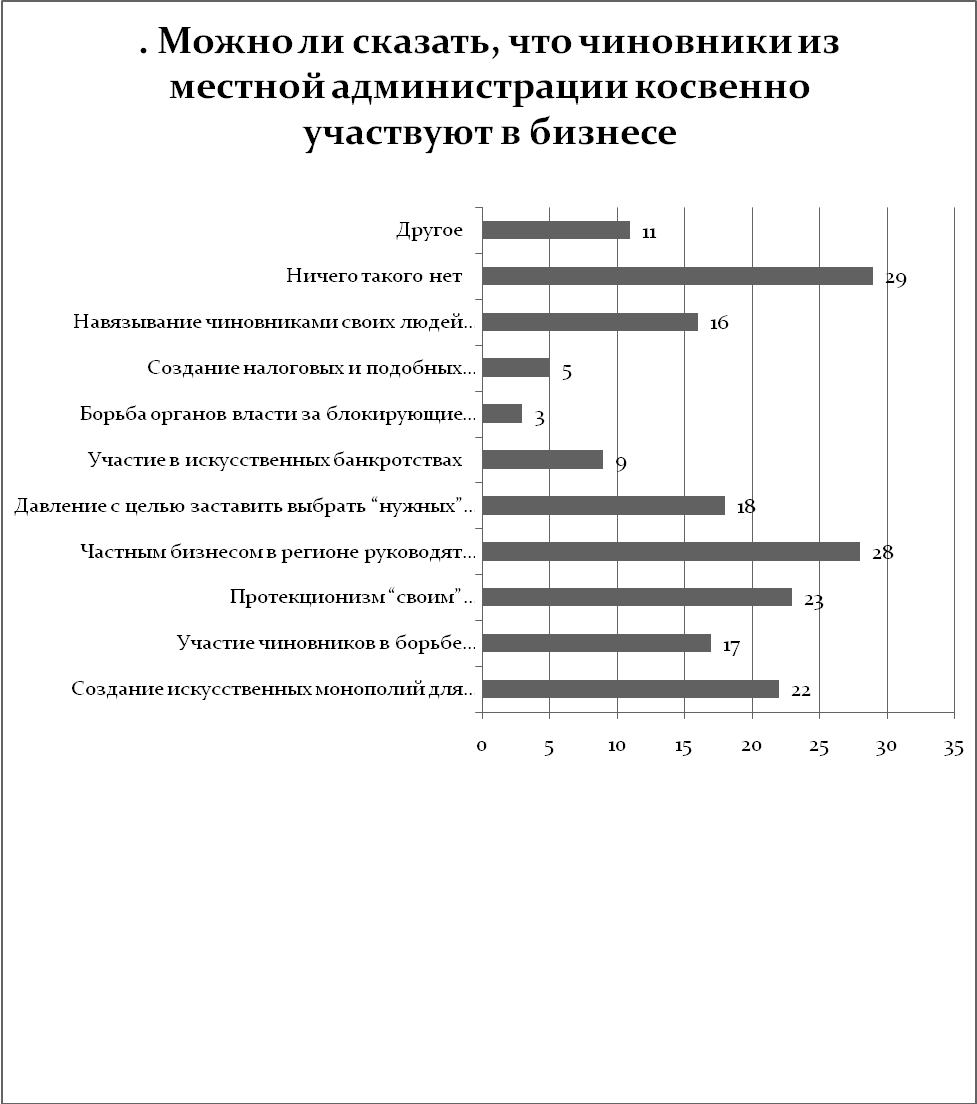 . Можно ли сказать, что чиновники из
местной администрации косвенно
участвуют в бизнесе
Другое 11
Ничего такого нет 29
Навязывание чиновниками своих людей... 16
Создание налоговых и подобных... 5
Борьба органов власти за блокирующие... 3
Участие в искусственных банкротствах 9
Давление с целью заставить выбрать “нужных”... 18
Частным бизнесом в регионе руководят... 28
Протекционизм “своим”... 23
Участие чиновников в борьбе... 17
Создание искусственных монополий для... 22
0 5 10 15 20 25 30 35